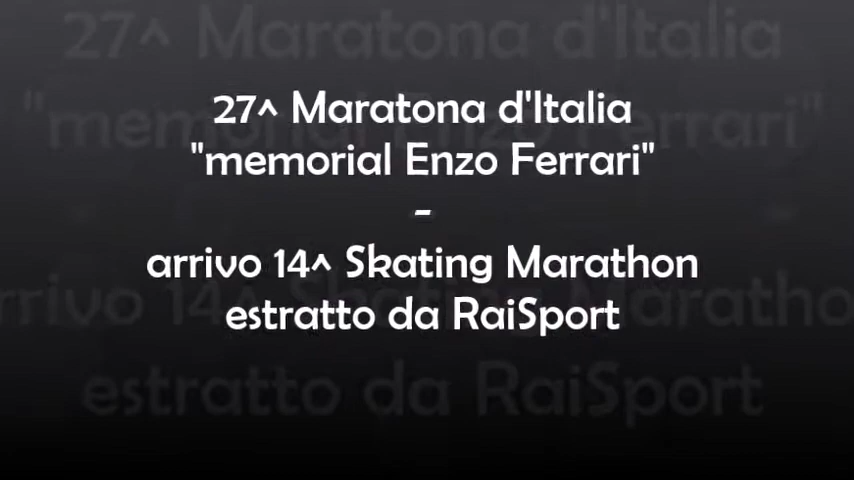 27^ Maratona d'Italia
"memorial Enzo Ferrari"
-
arrivo 14^ Skating Marathon
estratto da RaiSport